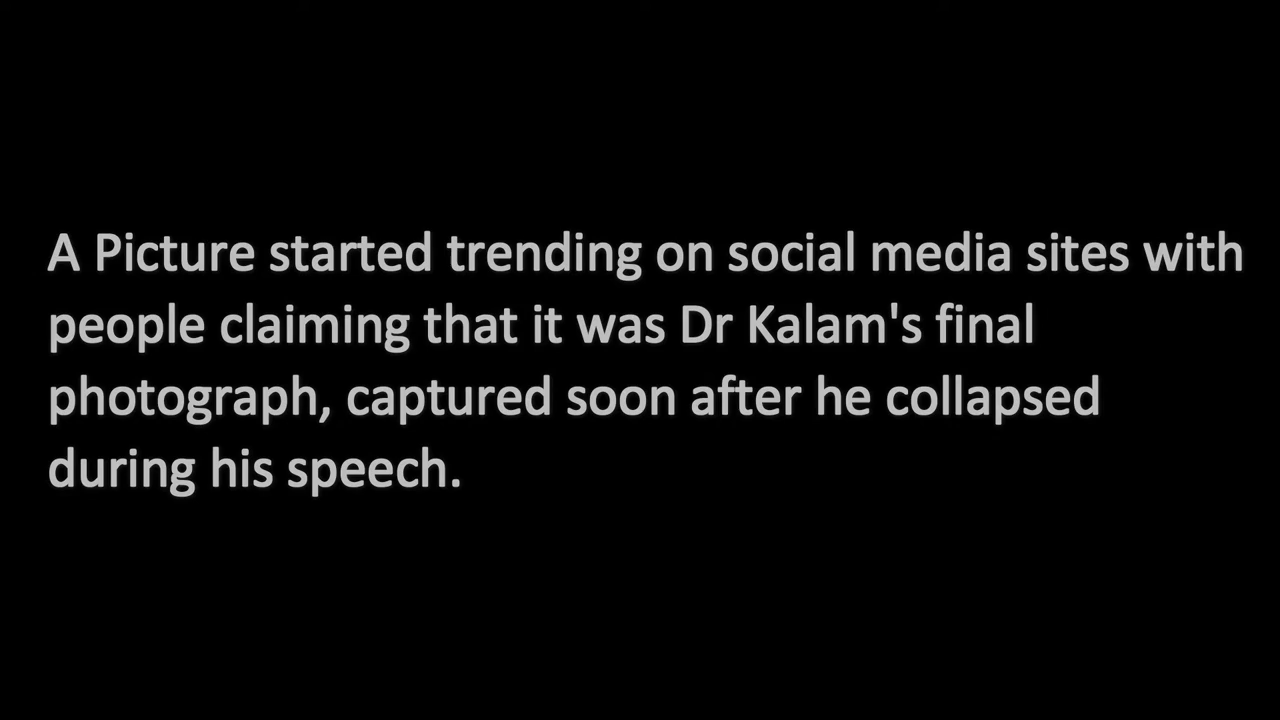 A Picture started trending on social media sites with
people claiming that it was Dr Kalam's final
photograph, captured soon after he collapsed
during his speech.